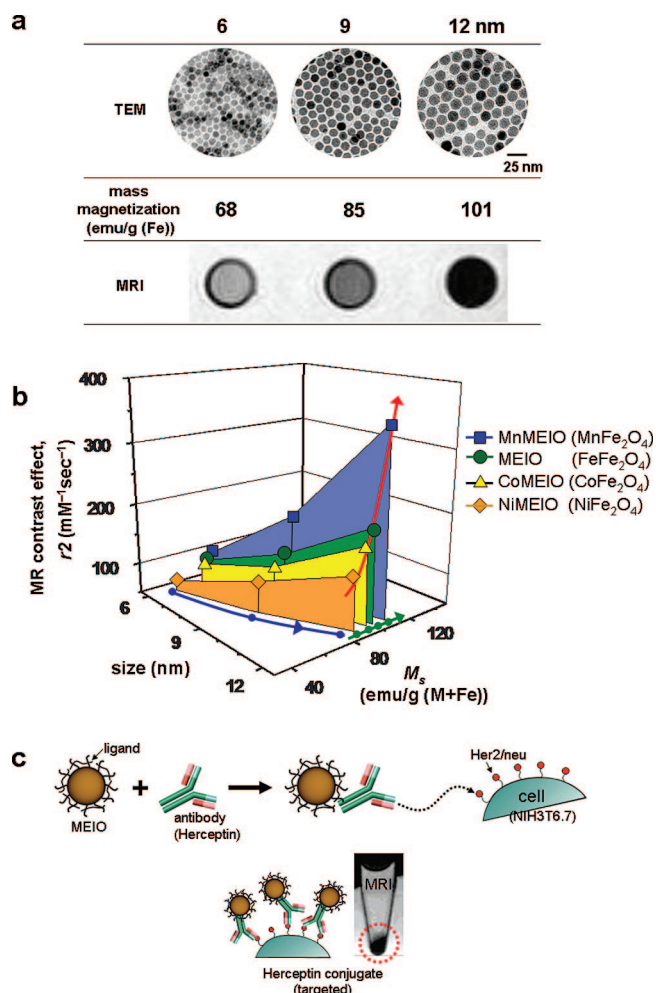 a
6 9 12 nm
TEM
25 nm
mass
magnetization
(emu/g (Fe))
68 85 101
MRI
b
MR contrast effect,
r2 (mM⁻¹sec⁻¹)
400
300
200
100
6
9
12
size (nm)
40
80
120
Mₛ
(emu/g (M+Fe))
MnMEIO (MnFe₂O₄)
MEIO (FeFe₂O₄)
CoMEIO (CoFe₂O₄)
NiMEIO (NiFe₂O₄)
c
ligand
MEIO
+
antibody
(Herceptin)
Her2/neu
cell
(NIH3T6.7)
MRI
Herceptin conjugate
(targeted)